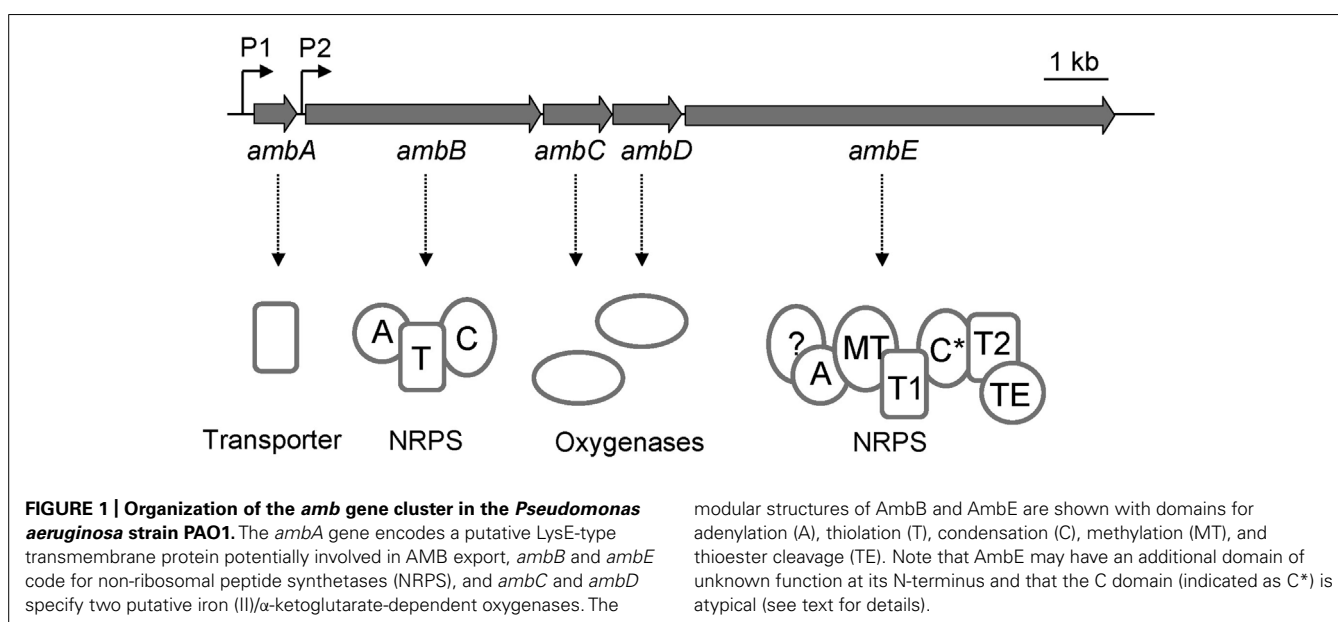 P1 P2 1 kb
ambA ambB ambC ambD ambE
A T C ? A MT T1 C* T2 TE
Transporter NRPS Oxygenases NRPS
FIGURE 1 | Organization of the amb gene cluster in the Pseudomonas
aeruginosa strain PAO1. The ambA gene encodes a putative LysE-type
transmembrane protein potentially involved in AMB export, ambB and ambE
code for non-ribosomal peptide synthetases (NRPS), and ambC and ambD
specify two putative iron (II)/α-ketoglutarate-dependent oxygenases. The
modular structures of AmbB and AmbE are shown with domains for
adenylation (A), thiolation (T), condensation (C), methylation (MT), and
thioester cleavage (TE). Note that AmbE may have an additional domain of
unknown function at its N-terminus and that the C domain (indicated as C*) is
atypical (see text for details).